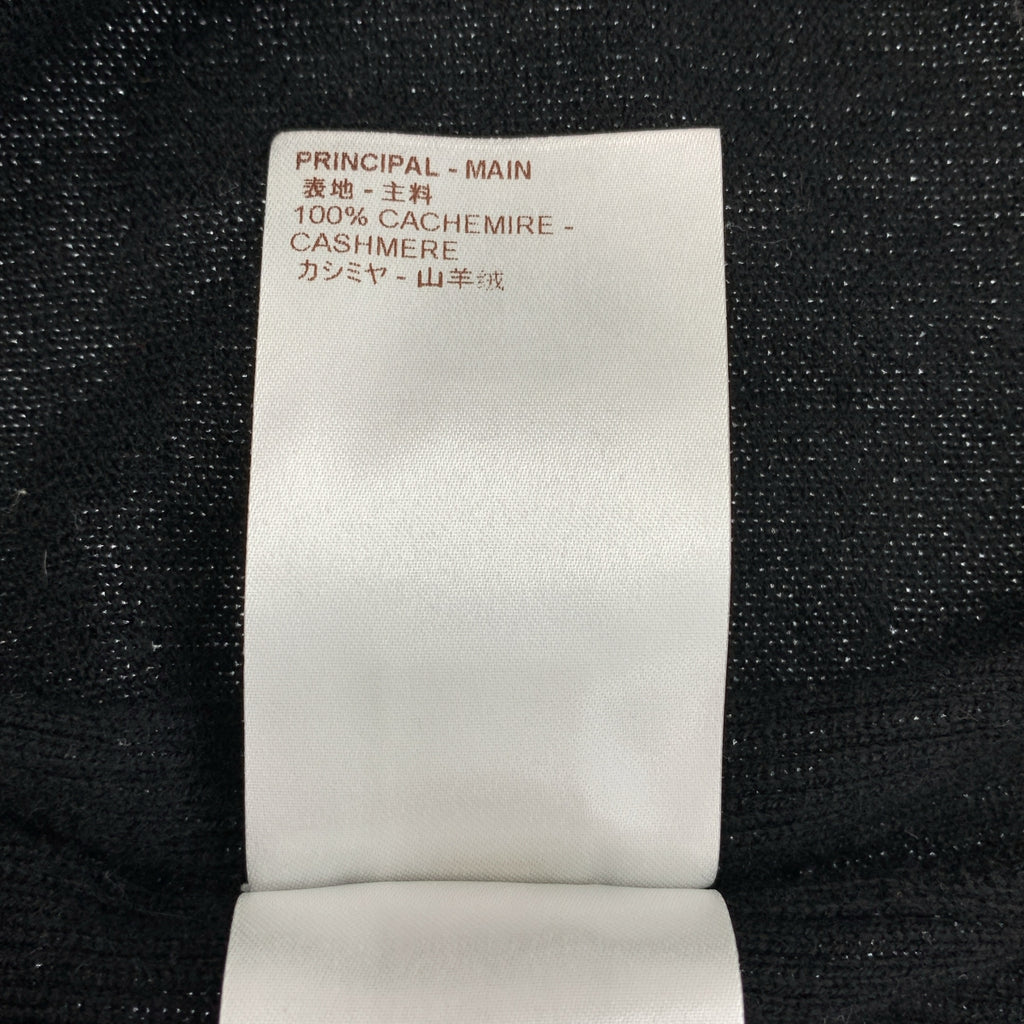 PRINCIPAL - MAIN
表地 - 主料
100% CACHEMIRE -
CASHMERE
カシミヤ - 山羊绒